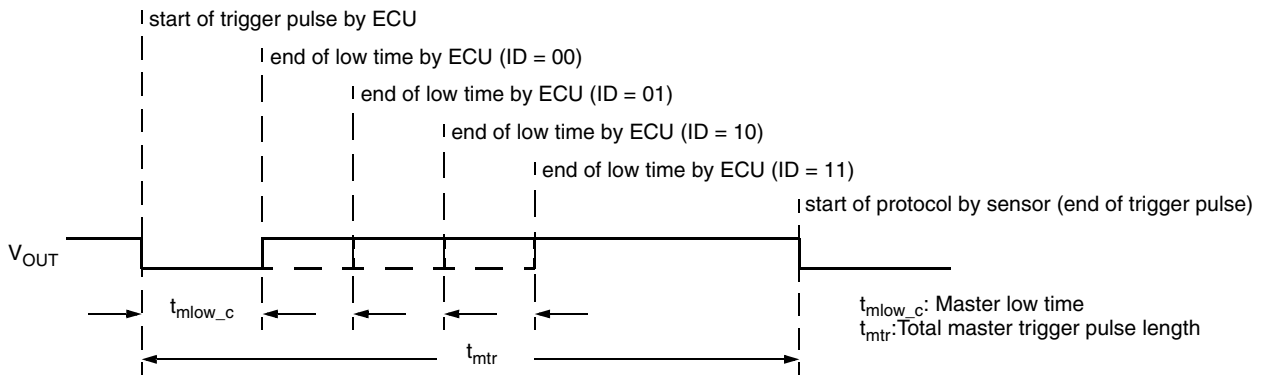 start of trigger pulse by ECU
end of low time by ECU (ID = 00)
end of low time by ECU (ID = 01)
end of low time by ECU (ID = 10)
end of low time by ECU (ID = 11)
start of protocol by sensor (end of trigger pulse)
VOUT
tmlow_c
tmlow_c: Master low time
tmtr:Total master trigger pulse length
tmtr